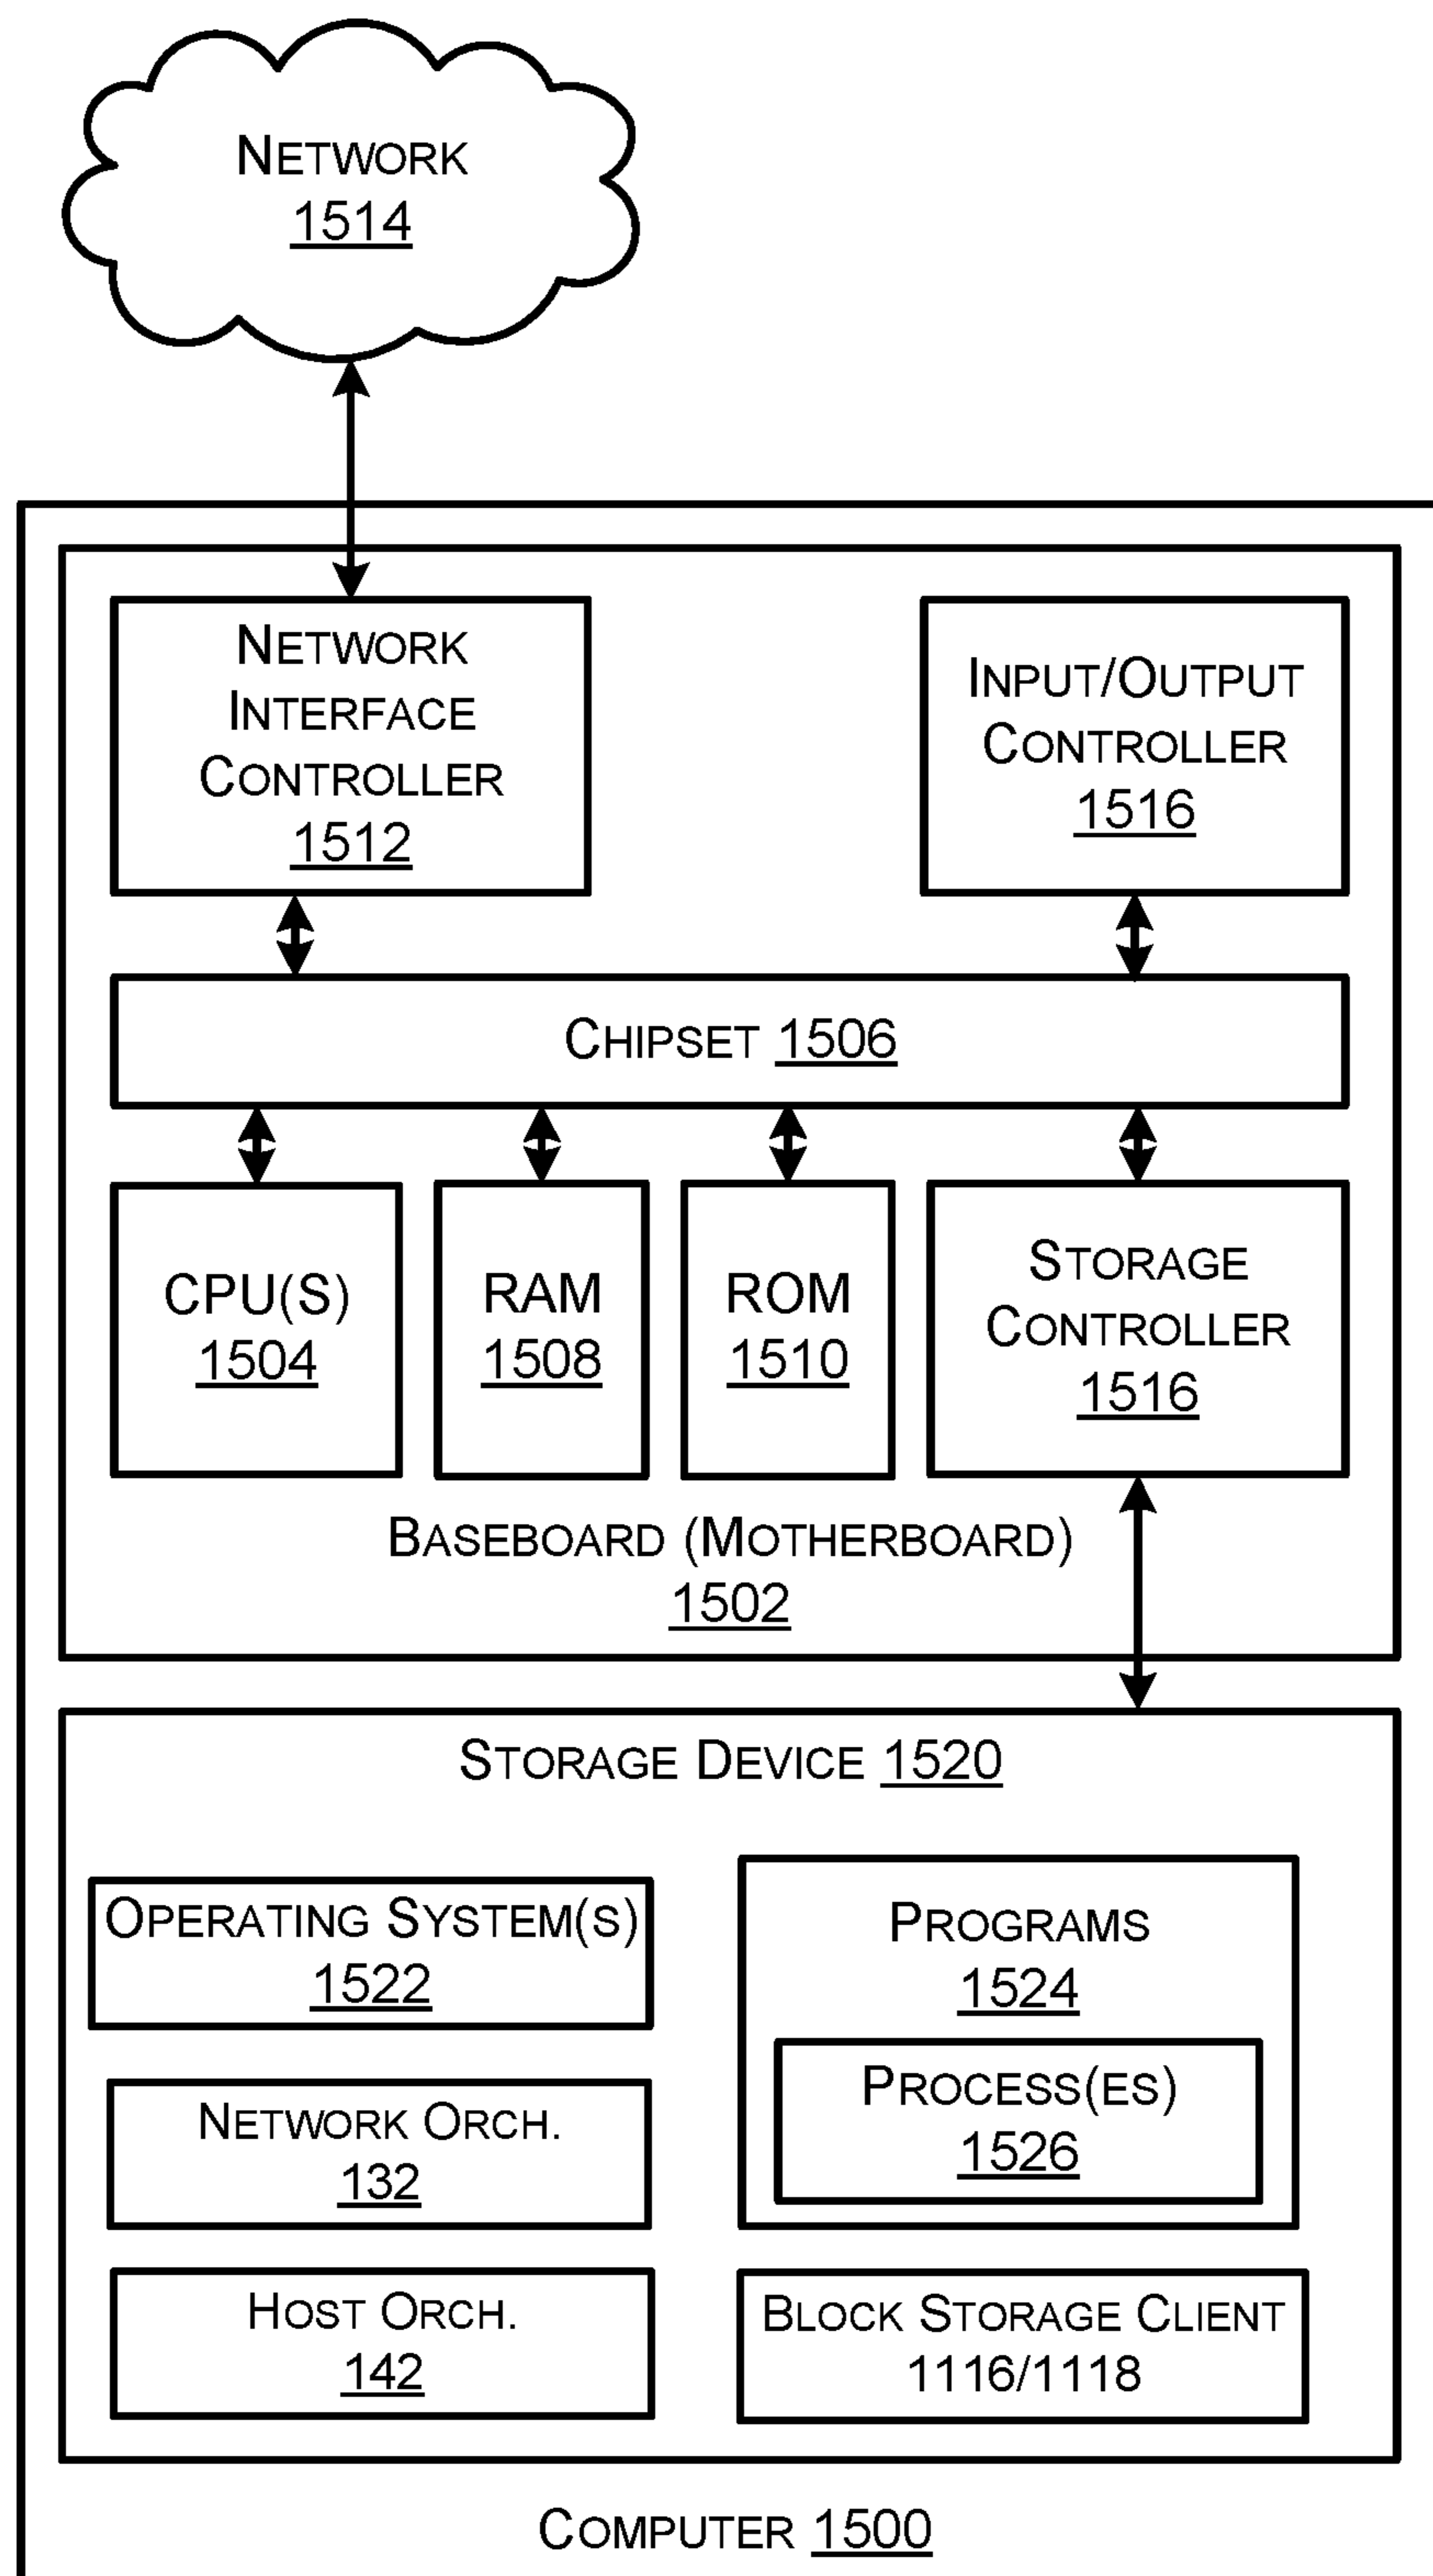 NETWORK
1514
NETWORK
INTERFACE
CONTROLLER
1512
INPUT/OUTPUT
CONTROLLER
1516
CHIPSET 1506
CPU(S)
1504
RAM
1508
ROM
1510
STORAGE
CONTROLLER
1516
BASEBOARD (MOTHERBOARD)
1502
STORAGE DEVICE 1520
OPERATING SYSTEM(S)
1522
PROGRAMS
1524
PROCESS(ES)
1526
NETWORK ORCH.
132
HOST ORCH.
142
BLOCK STORAGE CLIENT
1116/1118
COMPUTER 1500